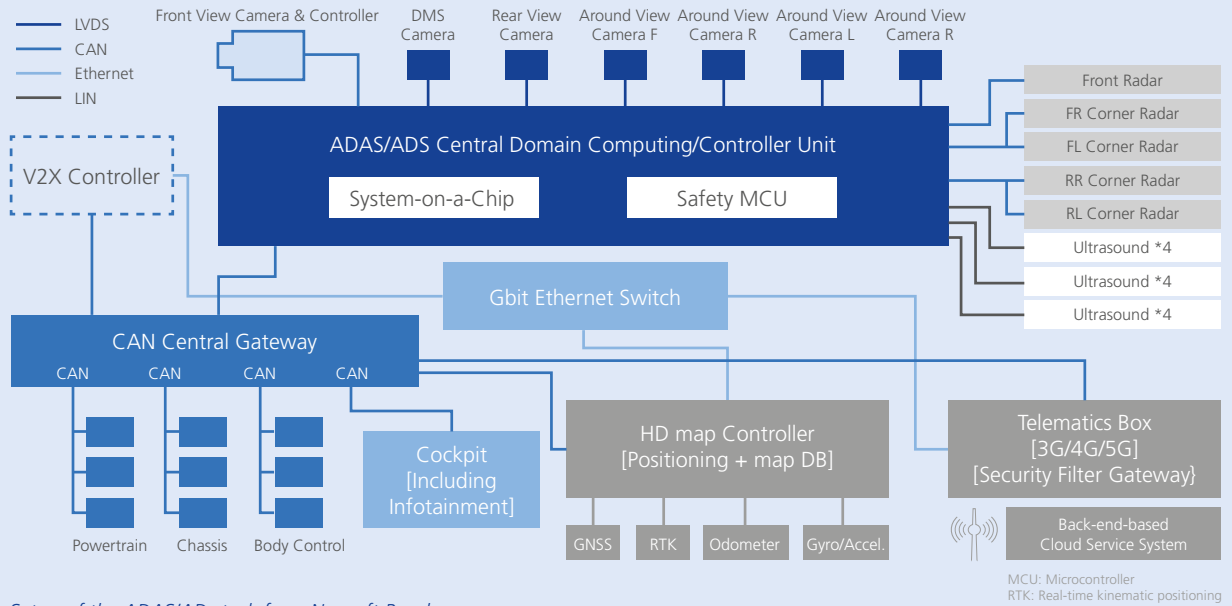 LVDS
CAN
Ethernet
LIN
Front View Camera & Controller
DMS
Camera
Rear View
Camera
Around View
Camera F
Around View
Camera R
Around View
Camera L
Around View
Camera R
Front Radar
FR Corner Radar
FL Corner Radar
RR Corner Radar
RL Corner Radar
Ultrasound *4
Ultrasound *4
Ultrasound *4
ADAS/ADS Central Domain Computing/Controller Unit
System-on-a-Chip
Safety MCU
V2X Controller
Gbit Ethernet Switch
CAN Central Gateway
CAN
CAN
CAN
CAN
Powertrain
Chassis
Body Control
Cockpit
[Including
Infotainment]
HD map Controller
[Positioning + map DB]
GNSS
RTK
Odometer
Gyro/Accel.
Telematics Box
[3G/4G/5G]
[Security Filter Gateway}
Back-end-based
Cloud Service System
MCU: Microcontroller
RTK: Real-time kinematic positioning